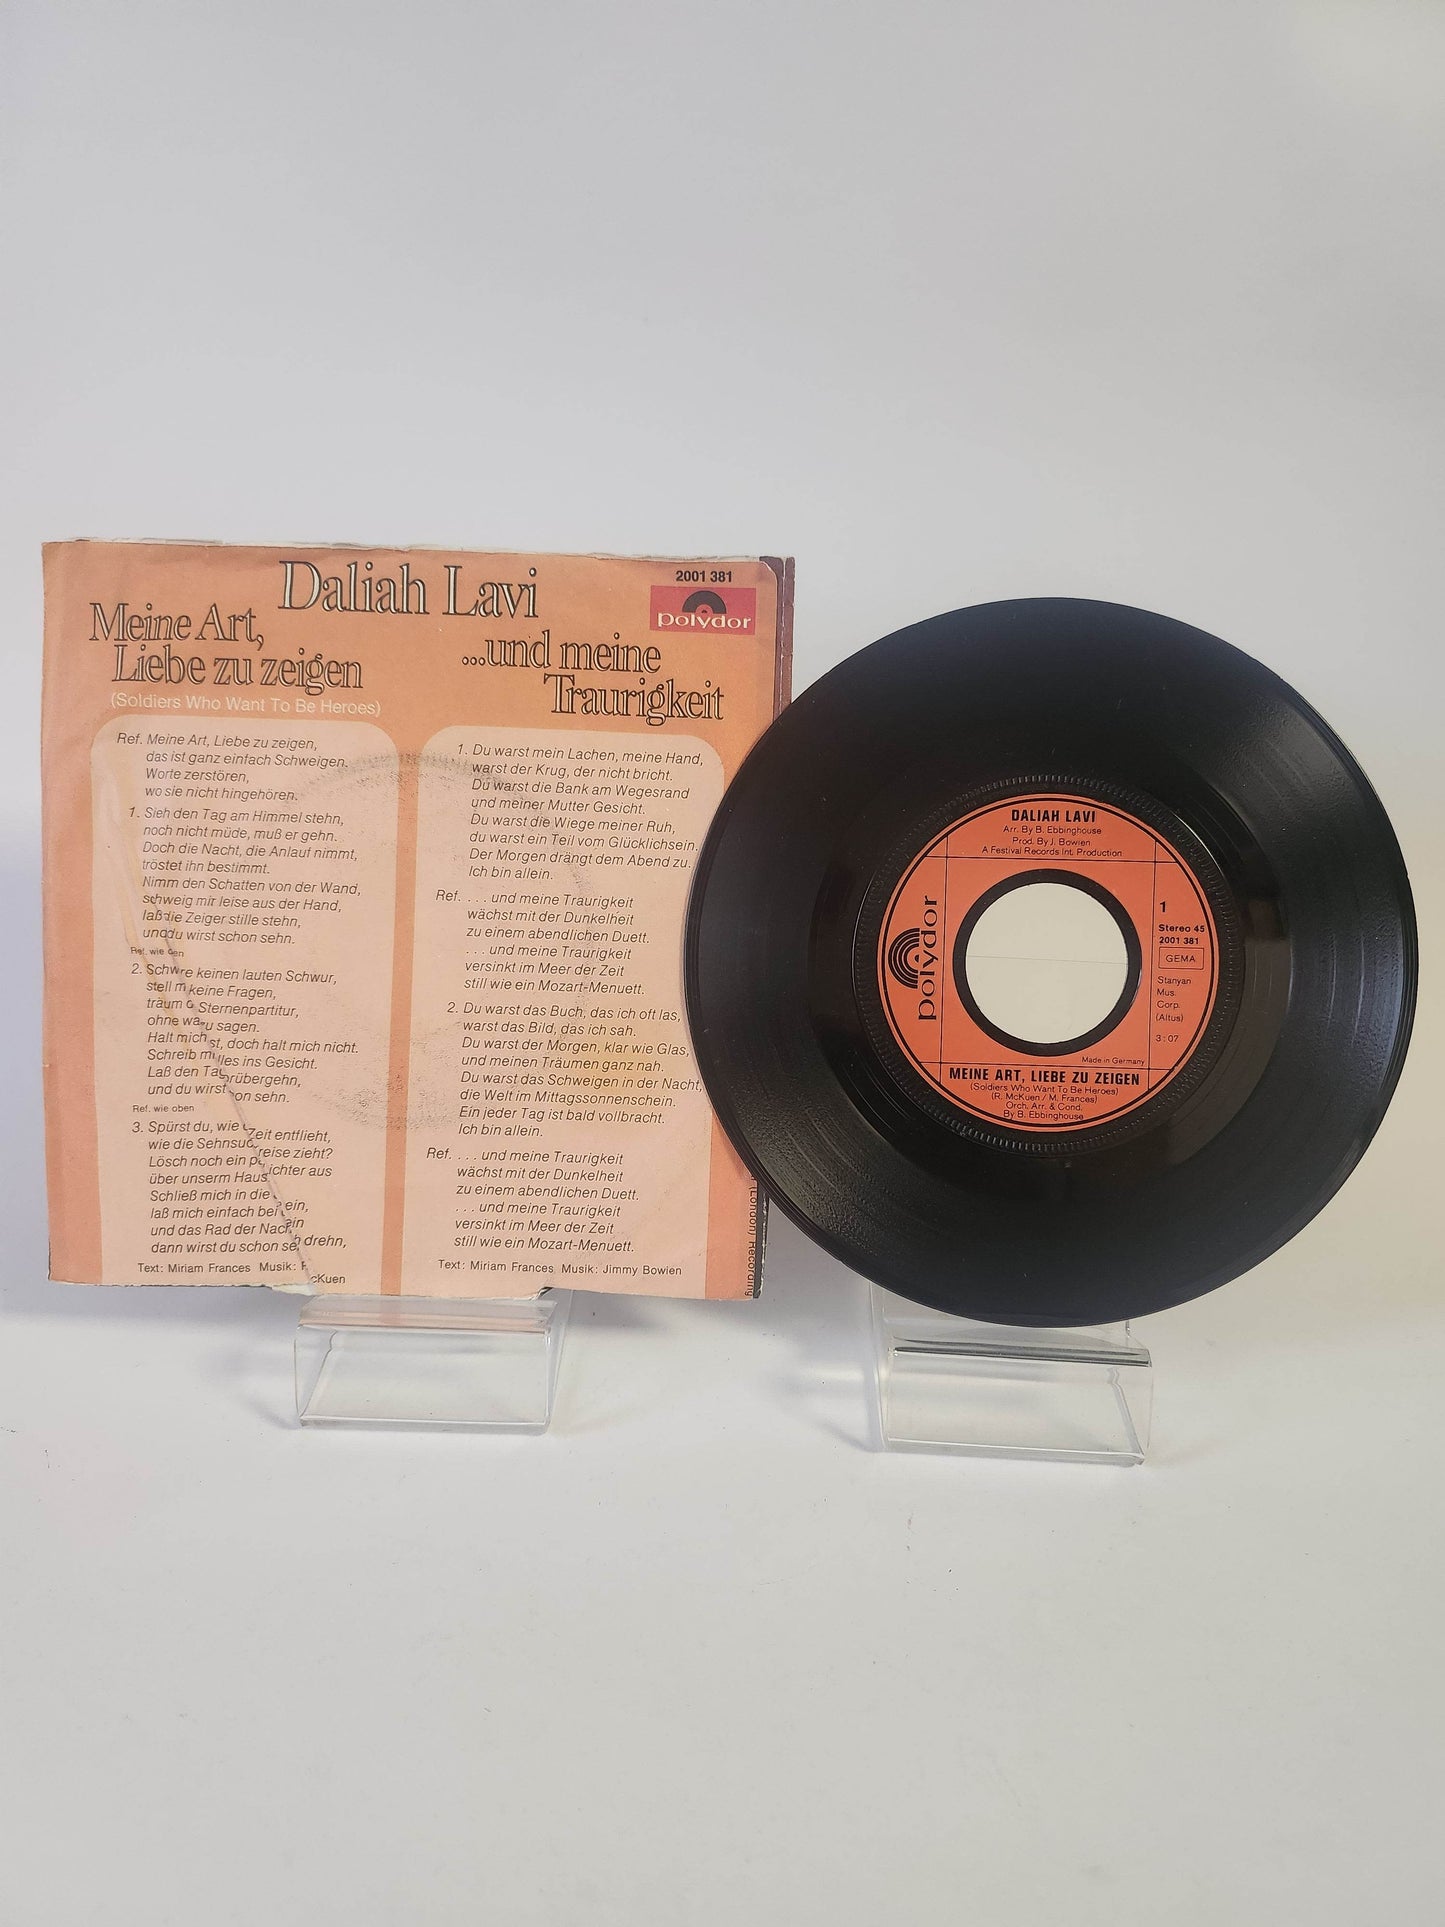 Daliah Lavi
2001 381
polydor
Meine Art,
Liebe zu zeigen
(Soldiers Who Want To Be Heroes)
...und meine
Traurigkeit
Ref. Meine Art, Liebe zu zeigen,
das ist ganz einfach Schweigen.
Worte zerstören,
wo sie nicht hingehören.
1. Sieh den Tag am Himmel stehn,
noch nicht müde, muß er gehn.
Doch die Nacht, die Anlauf nimmt,
tröstet ihn bestimmt.
Nimm den Schatten von der Wand,
schweig mir leise aus der Hand,
laß die Zeiger stille stehn,
und du wirst schon sehn.
Ref. wie
2. keinen lauten Schwur,
stell keine Fragen,
träum Sternenpartitur,
ohne sagen.
Halt mich doch halt mich nicht.
Schreib ins Gesicht.
Laß den
und du wirst sehn.
Ref. wie oben
3. Spürst du, wie Zeit entflieht,
wie die reise zieht?
Lösch noch ein aus
über unserm Haus
Schließ mich in die ein,
laß mich einfach bei
und das Rad der drehn,
dann wirst du schon
Text: Miriam Frances Musik:
1. Du warst mein Lachen, meine Hand,
warst der Krug, der nicht bricht.
Du warst die Bank am Wegesrand
und meiner Mutter Gesicht.
Du warst die Wiege meiner Ruh,
du warst ein Teil vom Glücklichsein.
Der Morgen drängt dem Abend zu.
Ich bin allein.
Ref. . . . und meine Traurigkeit
wächst mit der Dunkelheit
zu einem abendlichen Duett.
. . . und meine Traurigkeit
versinkt im Meer der Zeit
still wie ein Mozart-Menuett.
2. Du warst das Buch, das ich oft las,
warst das Bild, das ich sah.
Du warst der Morgen, klar wie Glas,
und meinen Träumen ganz nah.
Du warst das Schweigen in der Nacht,
die Welt im Mittagssonnenschein.
Ein jeder Tag ist bald vollbracht.
Ich bin allein.
Ref. . . . und meine Traurigkeit
wächst mit der Dunkelheit
zu einem abendlichen Duett.
. . . und meine Traurigkeit
versinkt im Meer der Zeit
still wie ein Mozart-Menuett.
Text: Miriam Frances Musik: Jimmy Bowien
(London) Recording
DALIAH LAVI
Arr. By B. Ebbinghouse
Prod. By J. Bowien
A Festival Records Int. Production
polydor
1
Stereo 45
2001 381
GEMA
Stanyan
Mus.
Corp.
(Altus)
3:07
Made in Germany
MEINE ART, LIEBE ZU ZEIGEN
(Soldiers Who Want To Be Heroes)
(R. McKuen / M. Frances)
Orch. Arr. & Cond.
By B. Ebbinghouse